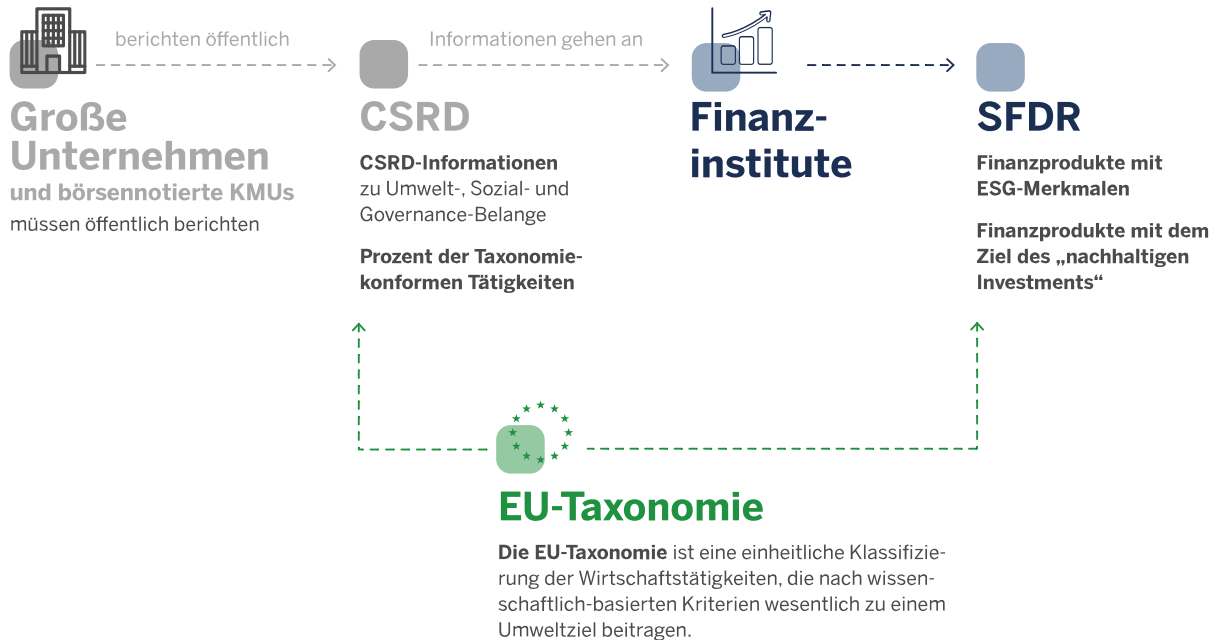 berichten öffentlich
Informationen gehen an
Große
Unternehmen
und börsennotierte KMUs
müssen öffentlich berichten
CSRD
CSRD-Informationen
zu Umwelt-, Sozial- und
Governance-Belange
Prozent der Taxonomie-
konformen Tätigkeiten
Finanz-
institute
SFDR
Finanzprodukte mit
ESG-Merkmalen
Finanzprodukte mit dem
Ziel des „nachhaltigen
Investments“
EU-Taxonomie
Die EU-Taxonomie ist eine einheitliche Klassifizie-
rung der Wirtschaftstätigkeiten, die nach wissen-
schaftlich-basierten Kriterien wesentlich zu einem
Umweltziel beitragen.